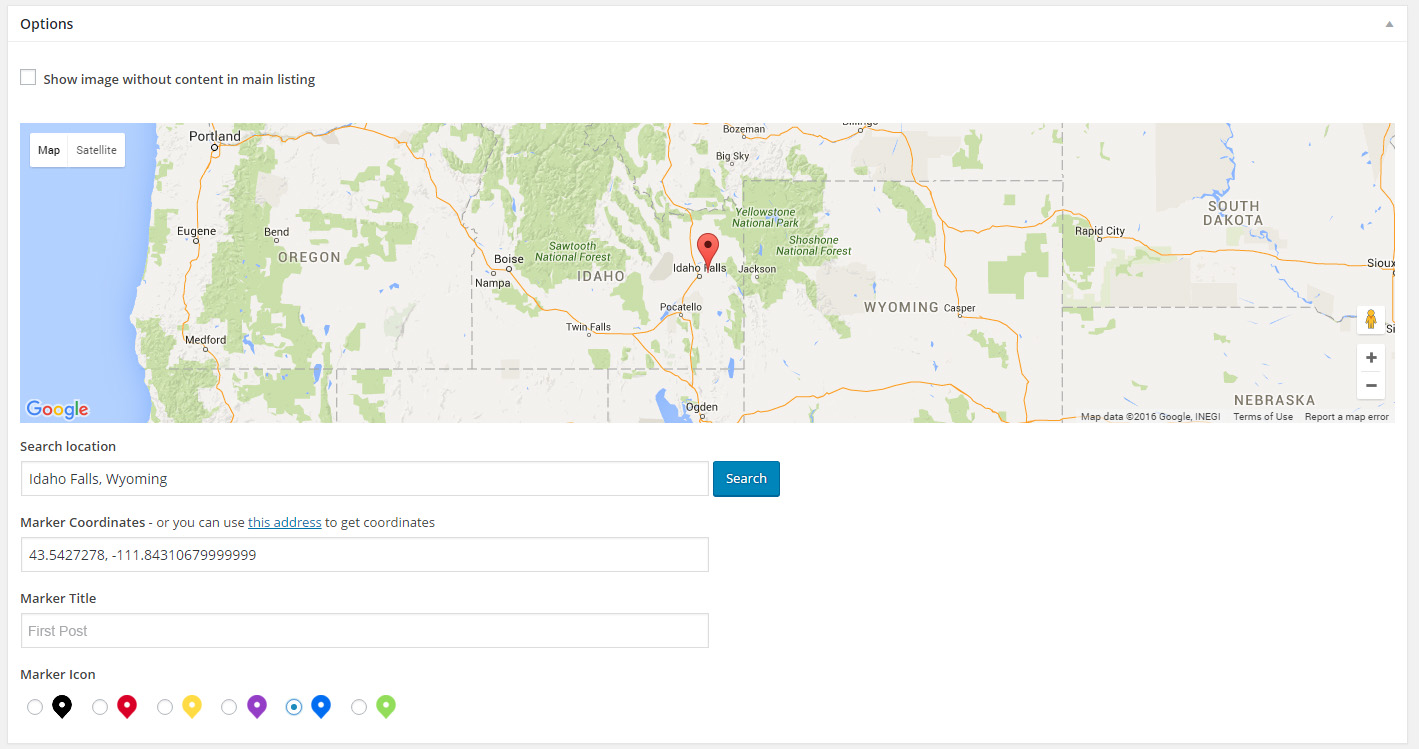 Options
Show image without content in main listing
Map Satellite
Portland
Bozeman
Billings
Big Sky
Yellowstone
National Park
SOUTH
DAKOTA
Eugene
Bend
Rapid City
OREGON
Shoshone
National Forest
Sawtooth
National Forest
Boise
Idaho Falls
Jackson
Sioux
IDAHO
Nampa
Pocatello
WYOMING
Casper
Twin Falls
Si
Medford
NEBRASKA
Ogden
Google
Map data ©2016 Google, INEGI Terms of Use Report a map error
Search location
Idaho Falls, Wyoming
Search
Marker Coordinates - or you can use this address to get coordinates
43.5427278, -111.84310679999999
Marker Title
First Post
Marker Icon